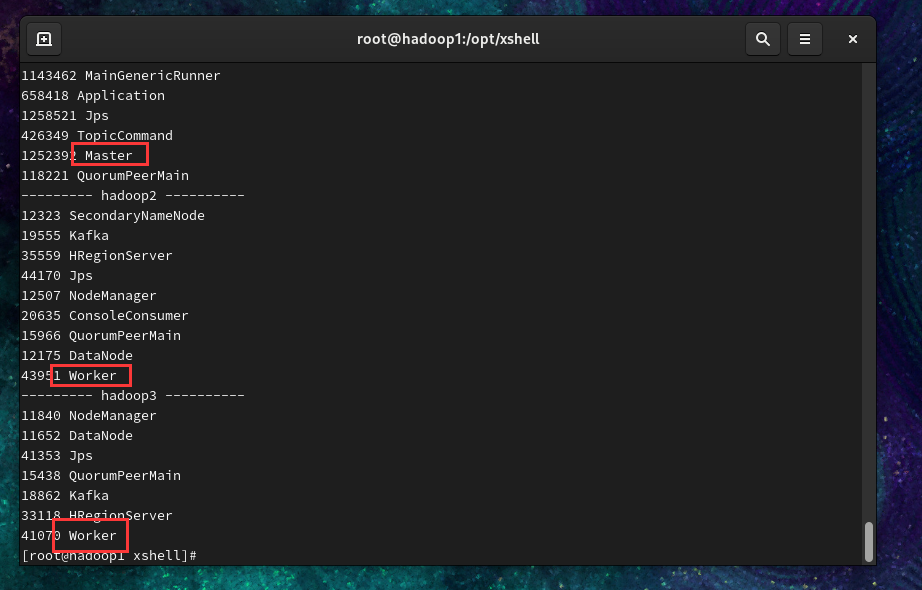 root@hadoop1:/opt/xshell
1143462 MainGenericRunner
658418 Application
1258521 Jps
426349 TopicCommand
1252392 Master
118221 QuorumPeerMain
--------- hadoop2 ----------
12323 SecondaryNameNode
19555 Kafka
35559 HRegionServer
44170 Jps
12507 NodeManager
20635 ConsoleConsumer
15966 QuorumPeerMain
12175 DataNode
43951 Worker
--------- hadoop3 ----------
11840 NodeManager
11652 DataNode
41353 Jps
15438 QuorumPeerMain
18862 Kafka
33118 HRegionServer
41070 Worker
[root@hadoop1 xshell]#